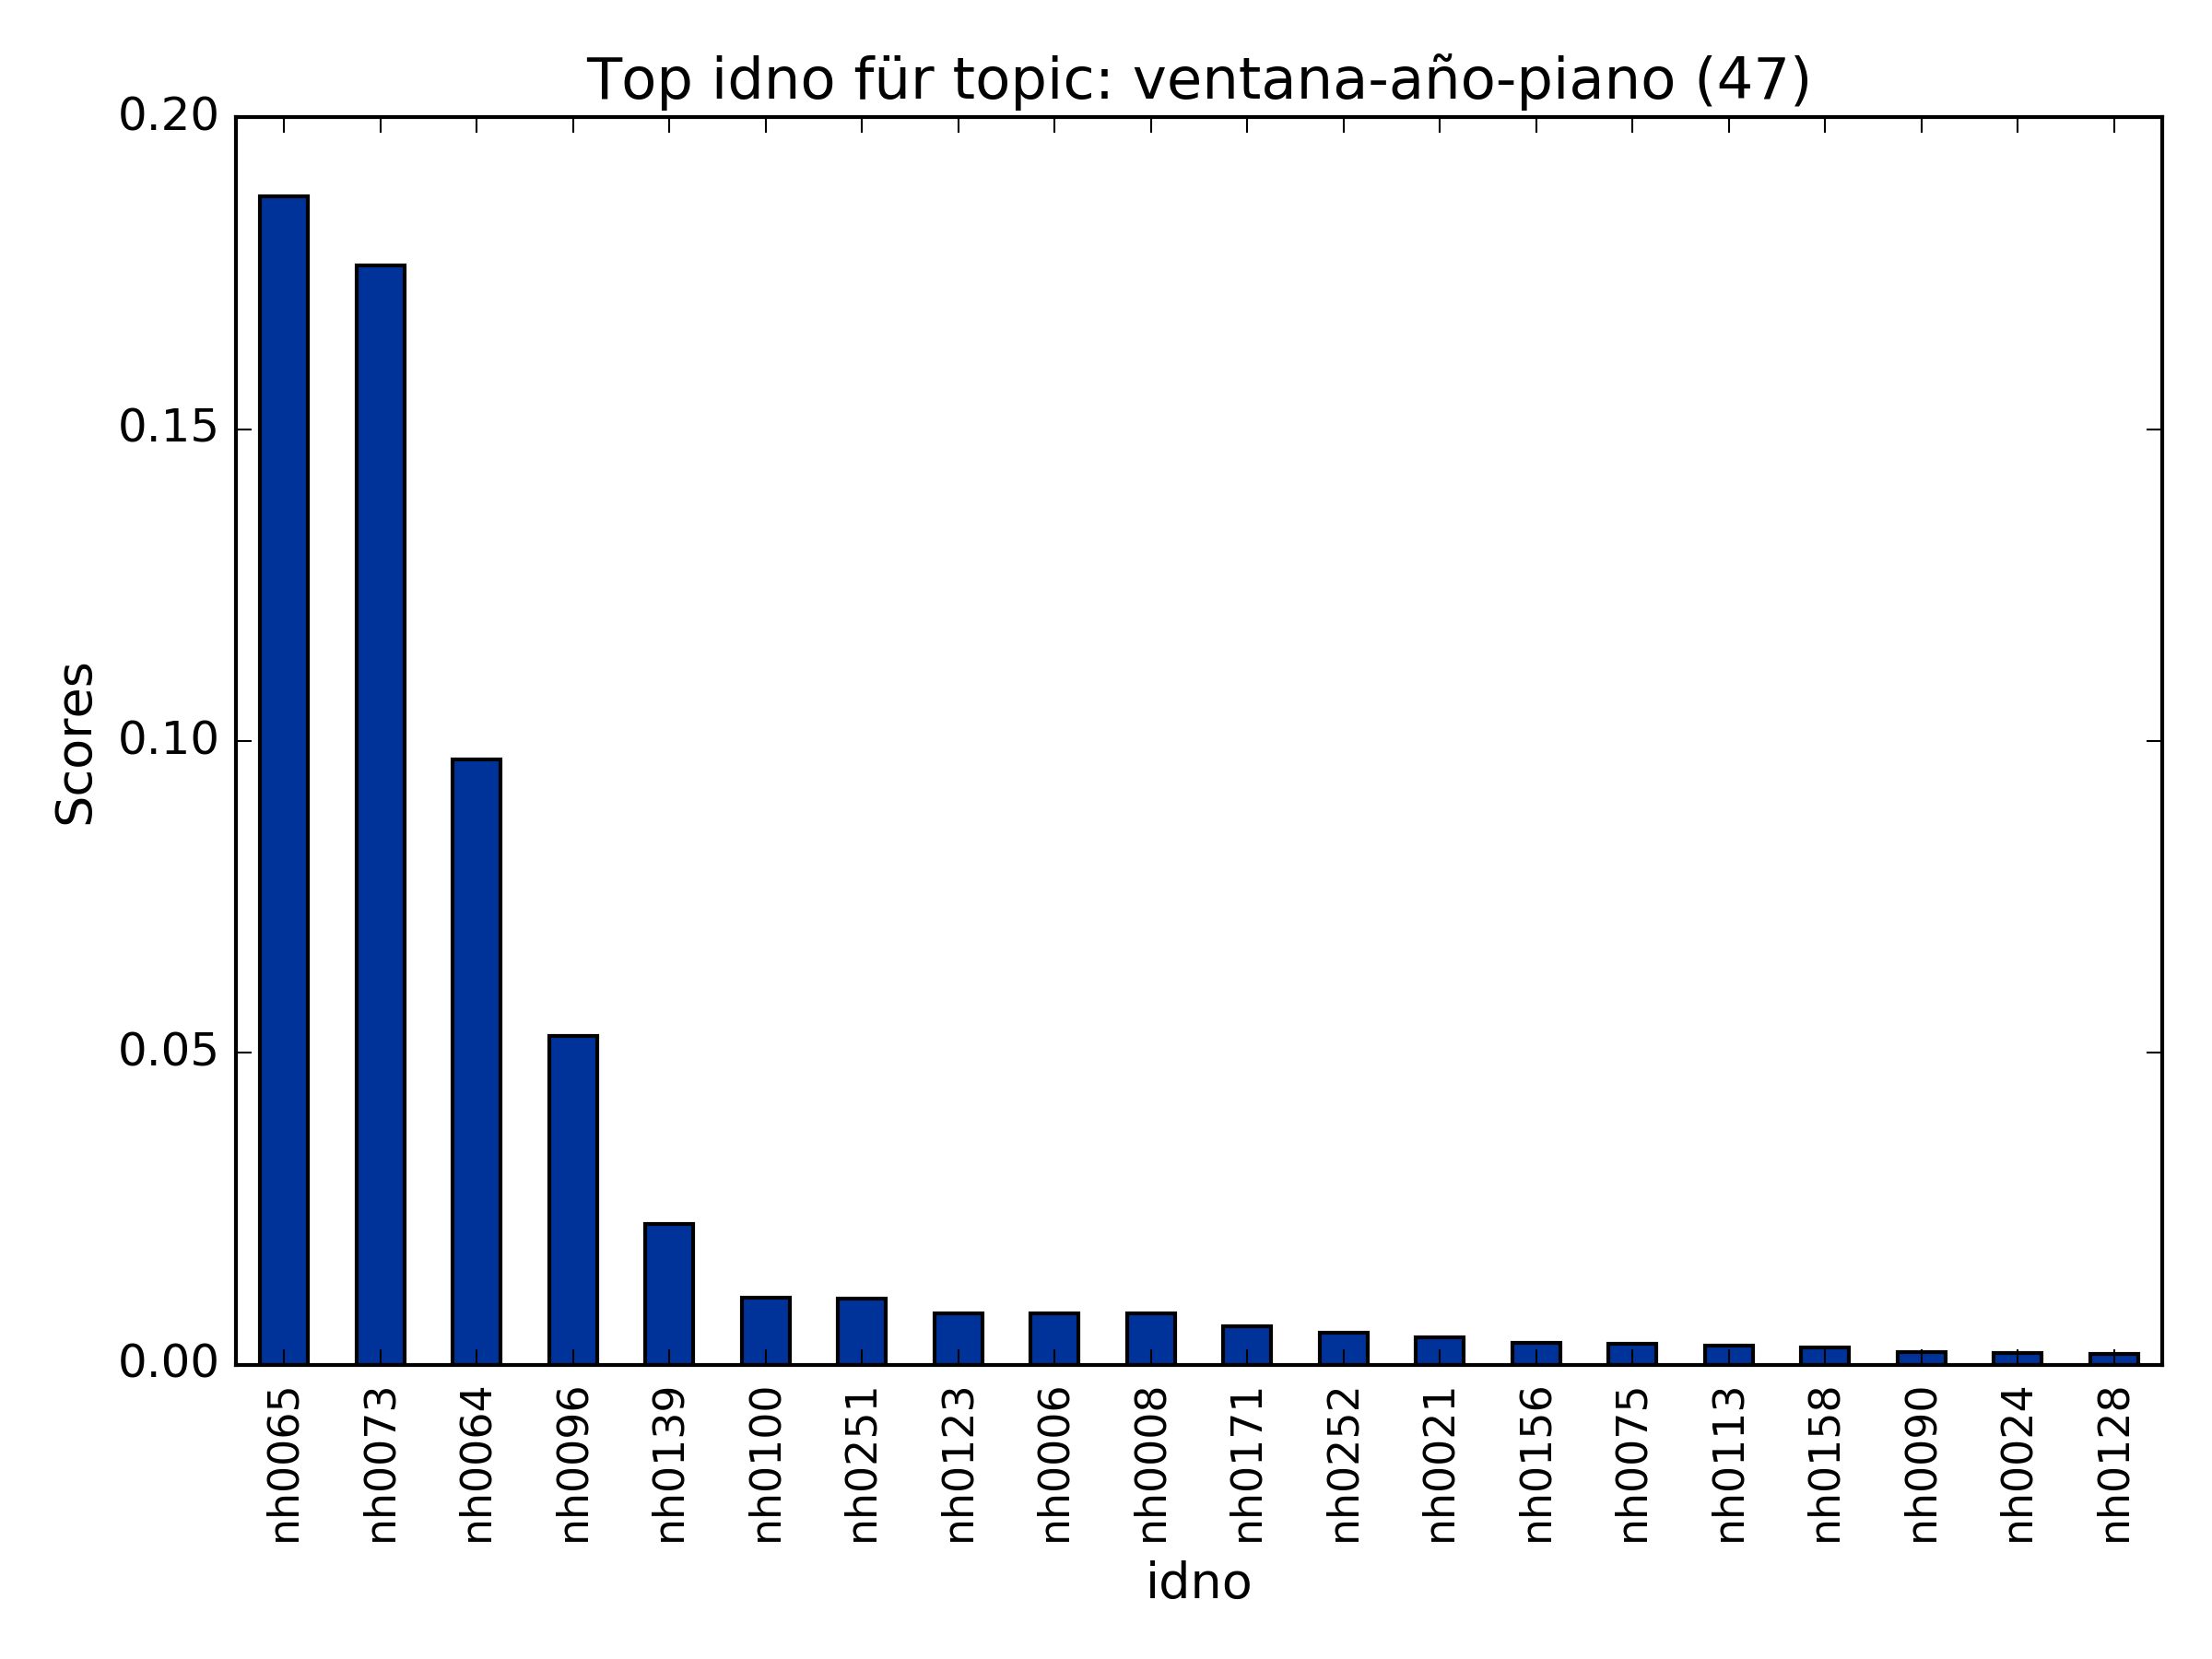 Top idno für topic: ventana-año-piano (47)
0.20
0.15
0.10
0.05
0.00
Scores
nh0065
nh0073
nh0064
nh0096
nh0139
nh0100
nh0251
nh0123
nh0006
nh0008
nh0171
nh0252
nh0021
nh0156
nh0075
nh0113
nh0158
nh0090
nh0024
nh0128
idno